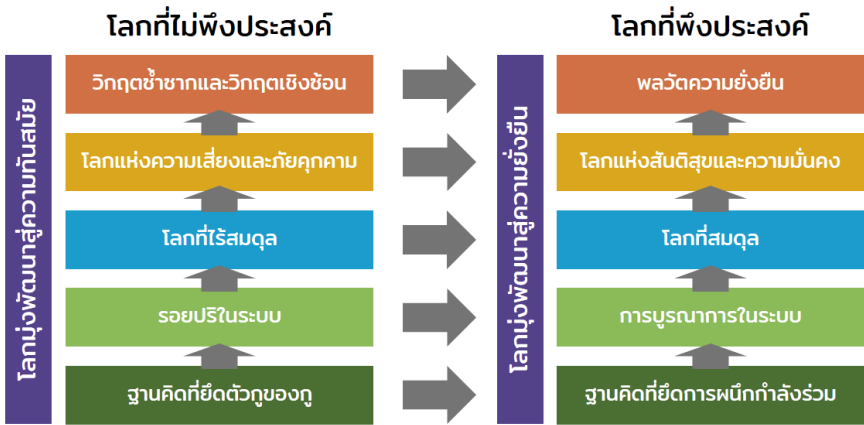 โลกที่ไม่พึงประสงค์
โลกมุ่งพัฒนาสู่ความทันสมัย
วิกฤตซ้ำซากและวิกฤตเชิงซ้อน
โลกแห่งความเสี่ยงและภัยคุกคาม
โลกที่ไร้สมดุล
รอยปริในระบบ
ฐานคิดที่ยึดตัวกูของกู
โลกที่พึงประสงค์
โลกมุ่งพัฒนาสู่ความยั่งยืน
พลวัตความยั่งยืน
โลกแห่งสันติสุขและความมั่นคง
โลกที่สมดุล
การบูรณาการในระบบ
ฐานคิดที่ยึดการผนึกกำลังร่วม